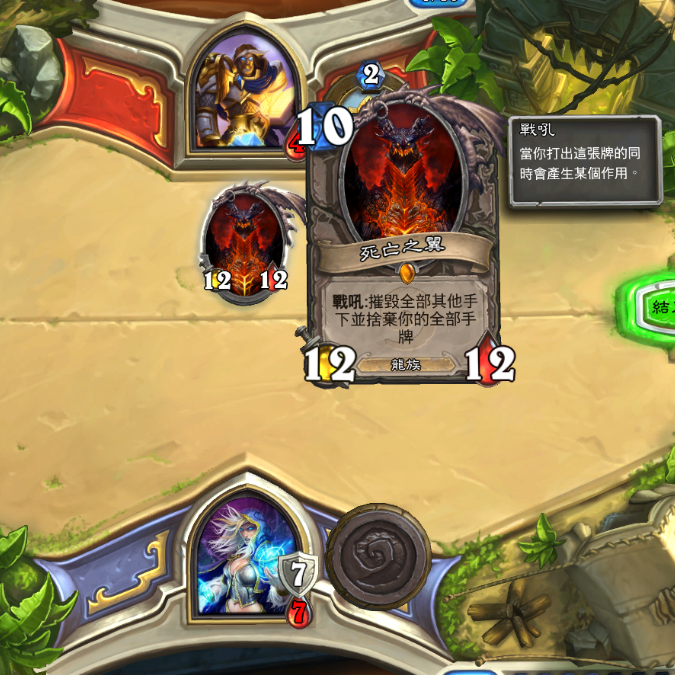 2
10
4
戰吼
當你打出這張牌的同
時會產生某個作用。
死亡之翼
12 12
戰吼:摧毀全部其他手
下並捨棄你的全部手
牌
12 龍族 12
7
7